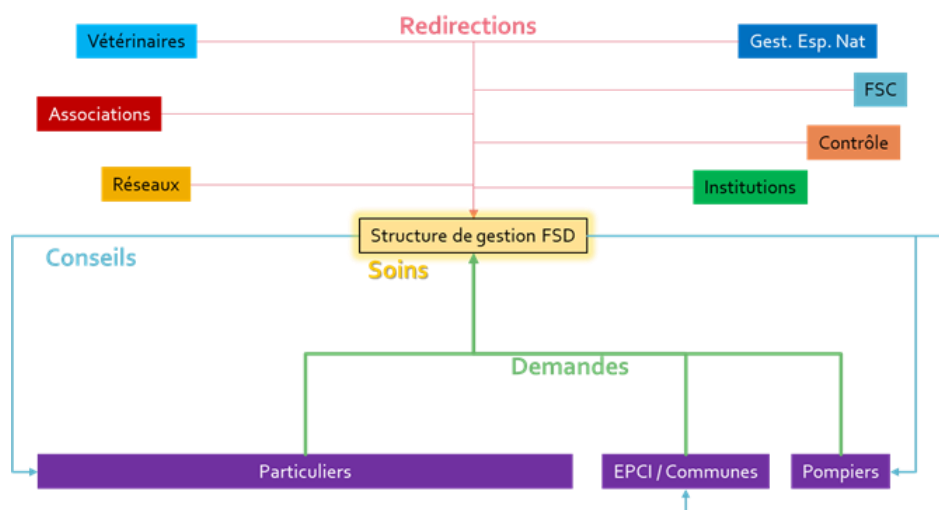 Redirections
Vétérinaires
Gest. Esp. Nat
FSC
Associations
Contrôle
Réseaux
Institutions
Structure de gestion FSD
Conseils
Soins
Demandes
Particuliers
EPCI / Communes
Pompiers